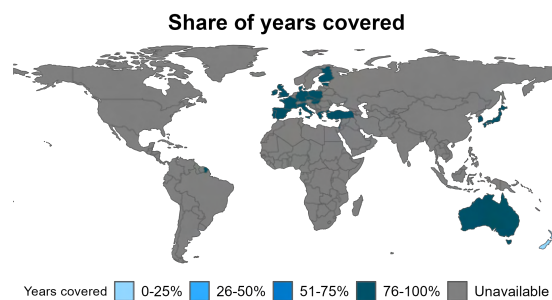 Share of years covered
Years covered 0-25% 26-50% 51-75% 76-100% Unavailable